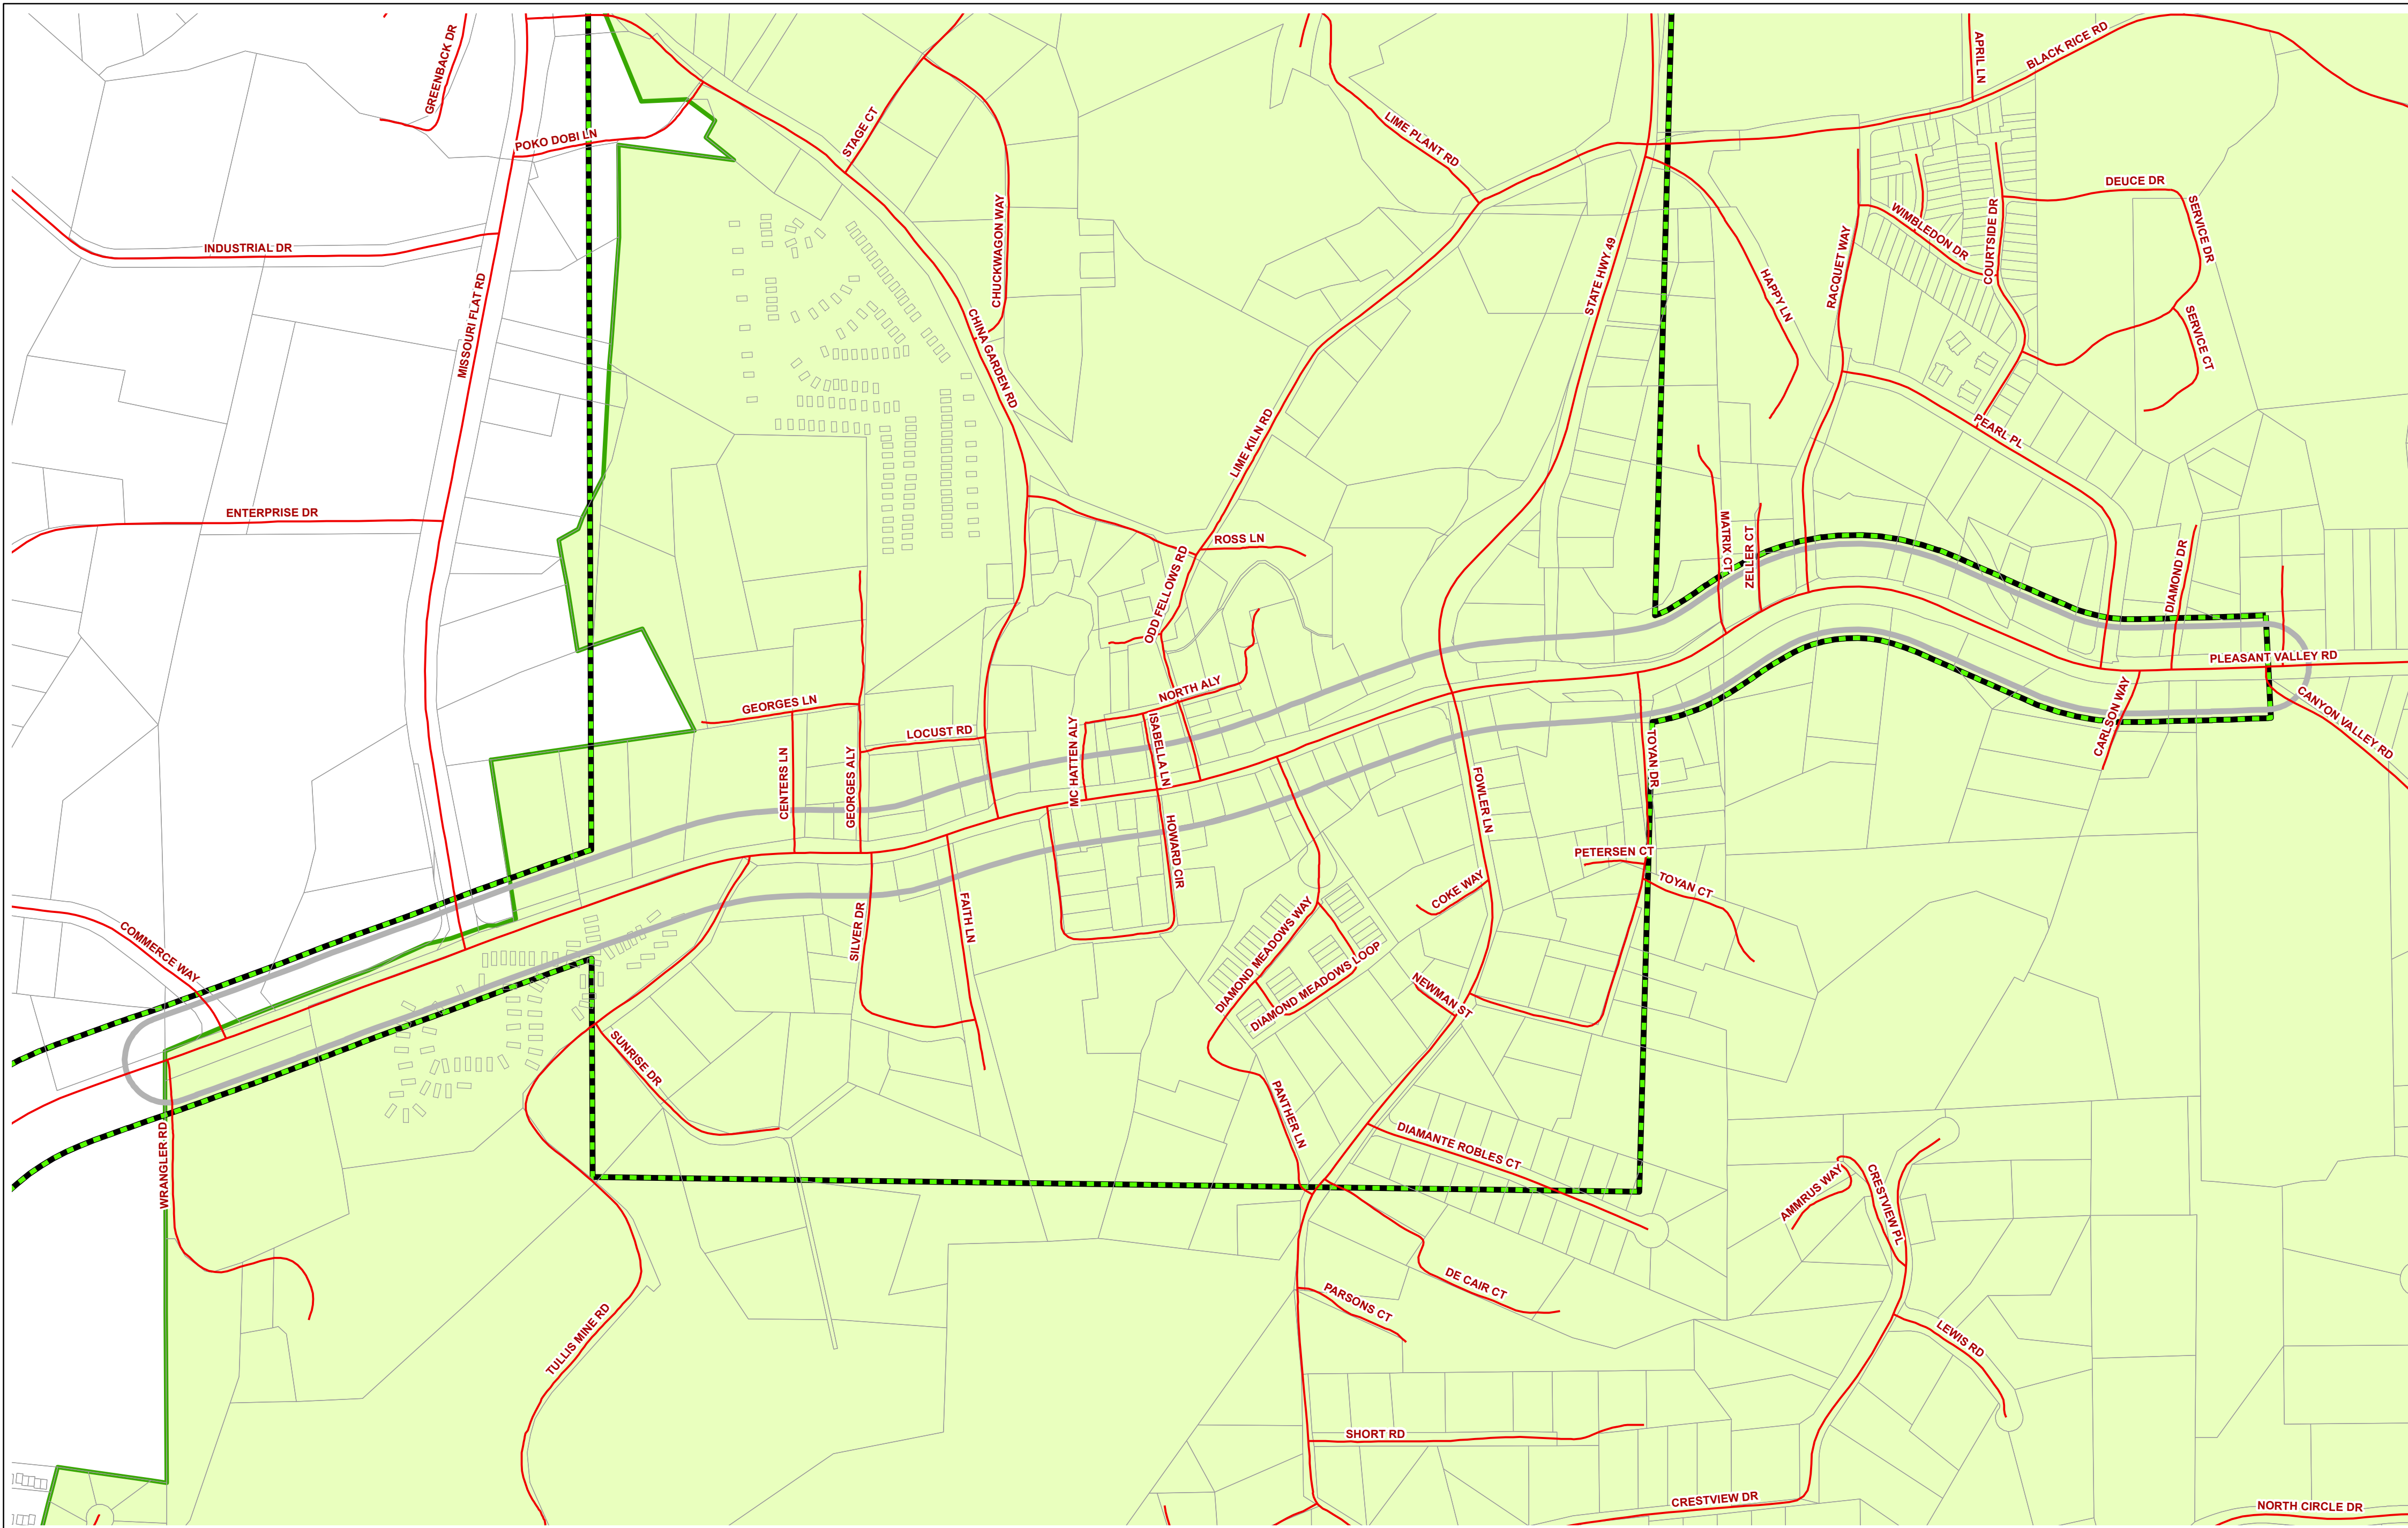 GREENBACK DR
APRIL LN
BLACK RICE RD
POKO DOBI LN
STAGE CT
LIME PLANT RD
DEUCE DR
SERVICE DR
WIMBLEDON DR
COURTSIDE DR
INDUSTRIAL DR
CHUCKWAGON WAY
STATE HWY 49
HAPPY LN
RACQUET WAY
MISSOURI FLAT RD
CHINA GARDEN RD
SERVICE CT
LIME KILN RD
PEARL PL
ENTERPRISE DR
ROSS LN
MATRIX CT
ZELLER CT
DIAMOND DR
ODD FELLOWS RD
PLEASANT VALLEY RD
NORTH ALY
GEORGES LN
CANYON VALLEY RD
CARLSON WAY
LOCUST RD
ISABELLA LN
MC HATTEN ALY
TOYAN DR
CENTERS LN
GEORGES ALY
FOWLER LN
HOWARD CIR
PETERSEN CT
TOYAN CT
COKE WAY
COMMERCE WAY
SILVER DR
FAITH LN
DIAMOND MEADOWS WAY
DIAMOND MEADOWS LOOP
NEWMAN ST
SUNRISE DR
PANTHER LN
DIAMANTE ROBLES CT
WRANGLER RD
AMMRUS WAY
CRESTVIEW PL
DE CAIR CT
PARSONS CT
TULLIS MINE RD
LEWIS RD
SHORT RD
CRESTVIEW DR
NORTH CIRCLE DR